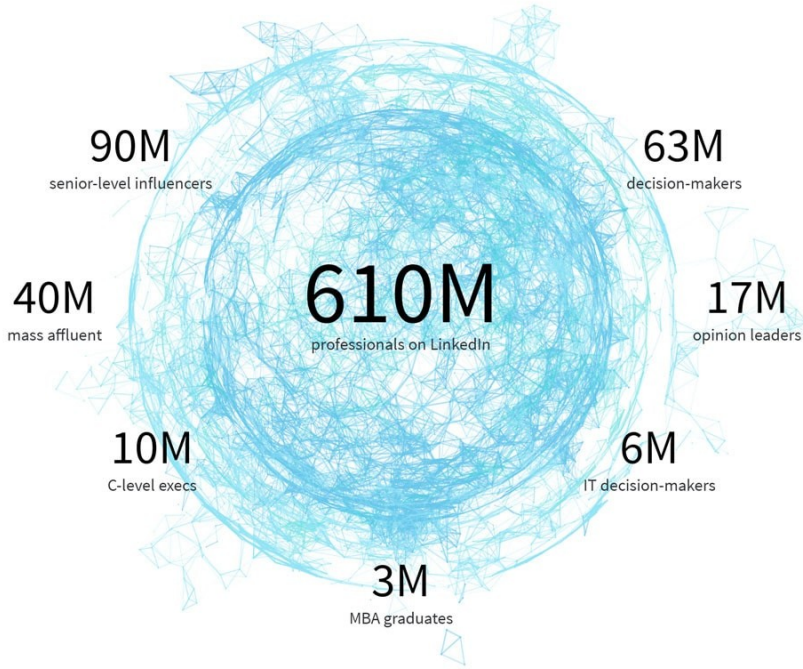 90M
senior-level influencers
63M
decision-makers
40M
mass affluent
610M
professionals on LinkedIn
17M
opinion leaders
10M
C-level execs
6M
IT decision-makers
3M
MBA graduates